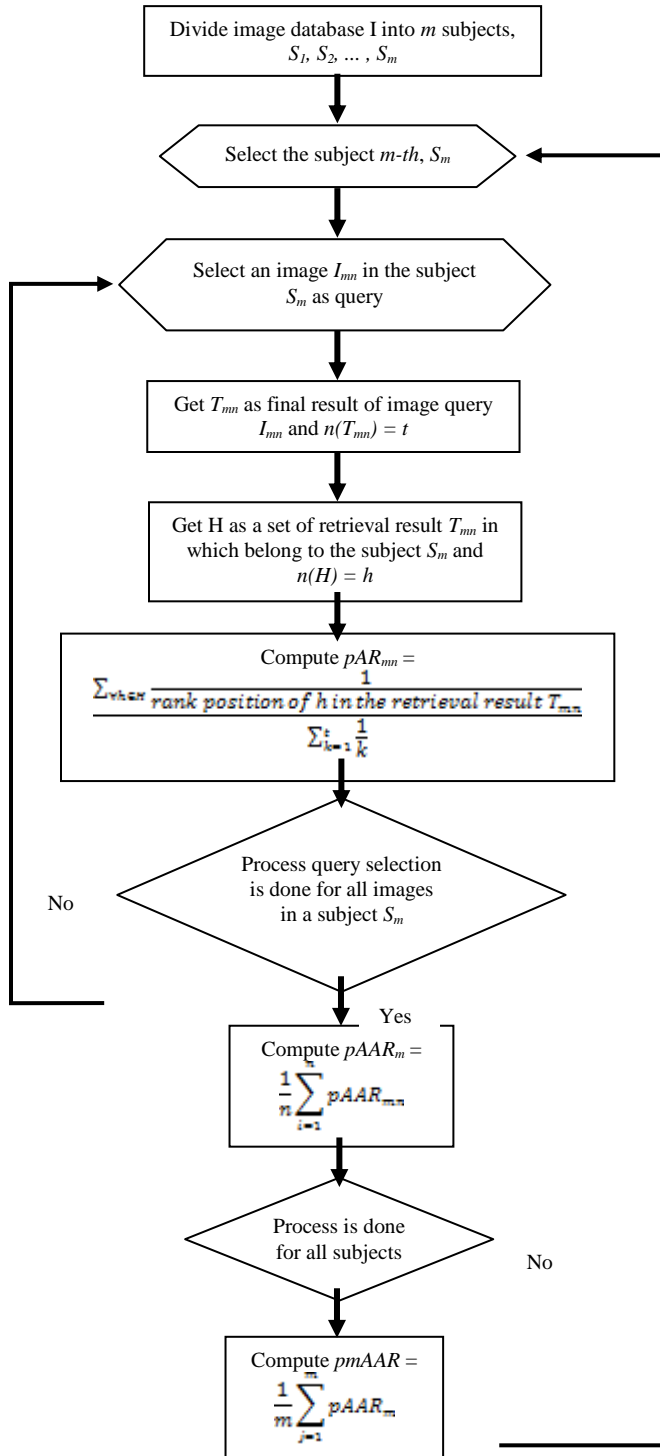 Divide image database I into m subjects,
S₁, S₂, ... , Sₘ
Select the subject m-th, Sₘ
Select an image Iₘₙ in the subject
Sₘ as query
Get Tₘₙ as final result of image query
Iₘₙ and n(Tₘₙ) = t
Get H as a set of retrieval result Tₘₙ in
which belong to the subject Sₘ and
n(H) = h
Compute pARₘₙ =
∑∀h∈H 1
rank position of h in the retrieval result Tₘₙ
∑ᵗₖ₌₁ 1/k
Process query selection
is done for all images
in a subject Sₘ
No
Yes
Compute pAARₘ =
1/n ∑ⁿᵢ₌₁ pAARₘₙ
Process is done
for all subjects
No
Compute pmAAR =
1/m ∑ᵐⱼ₌₁ pAARₘ